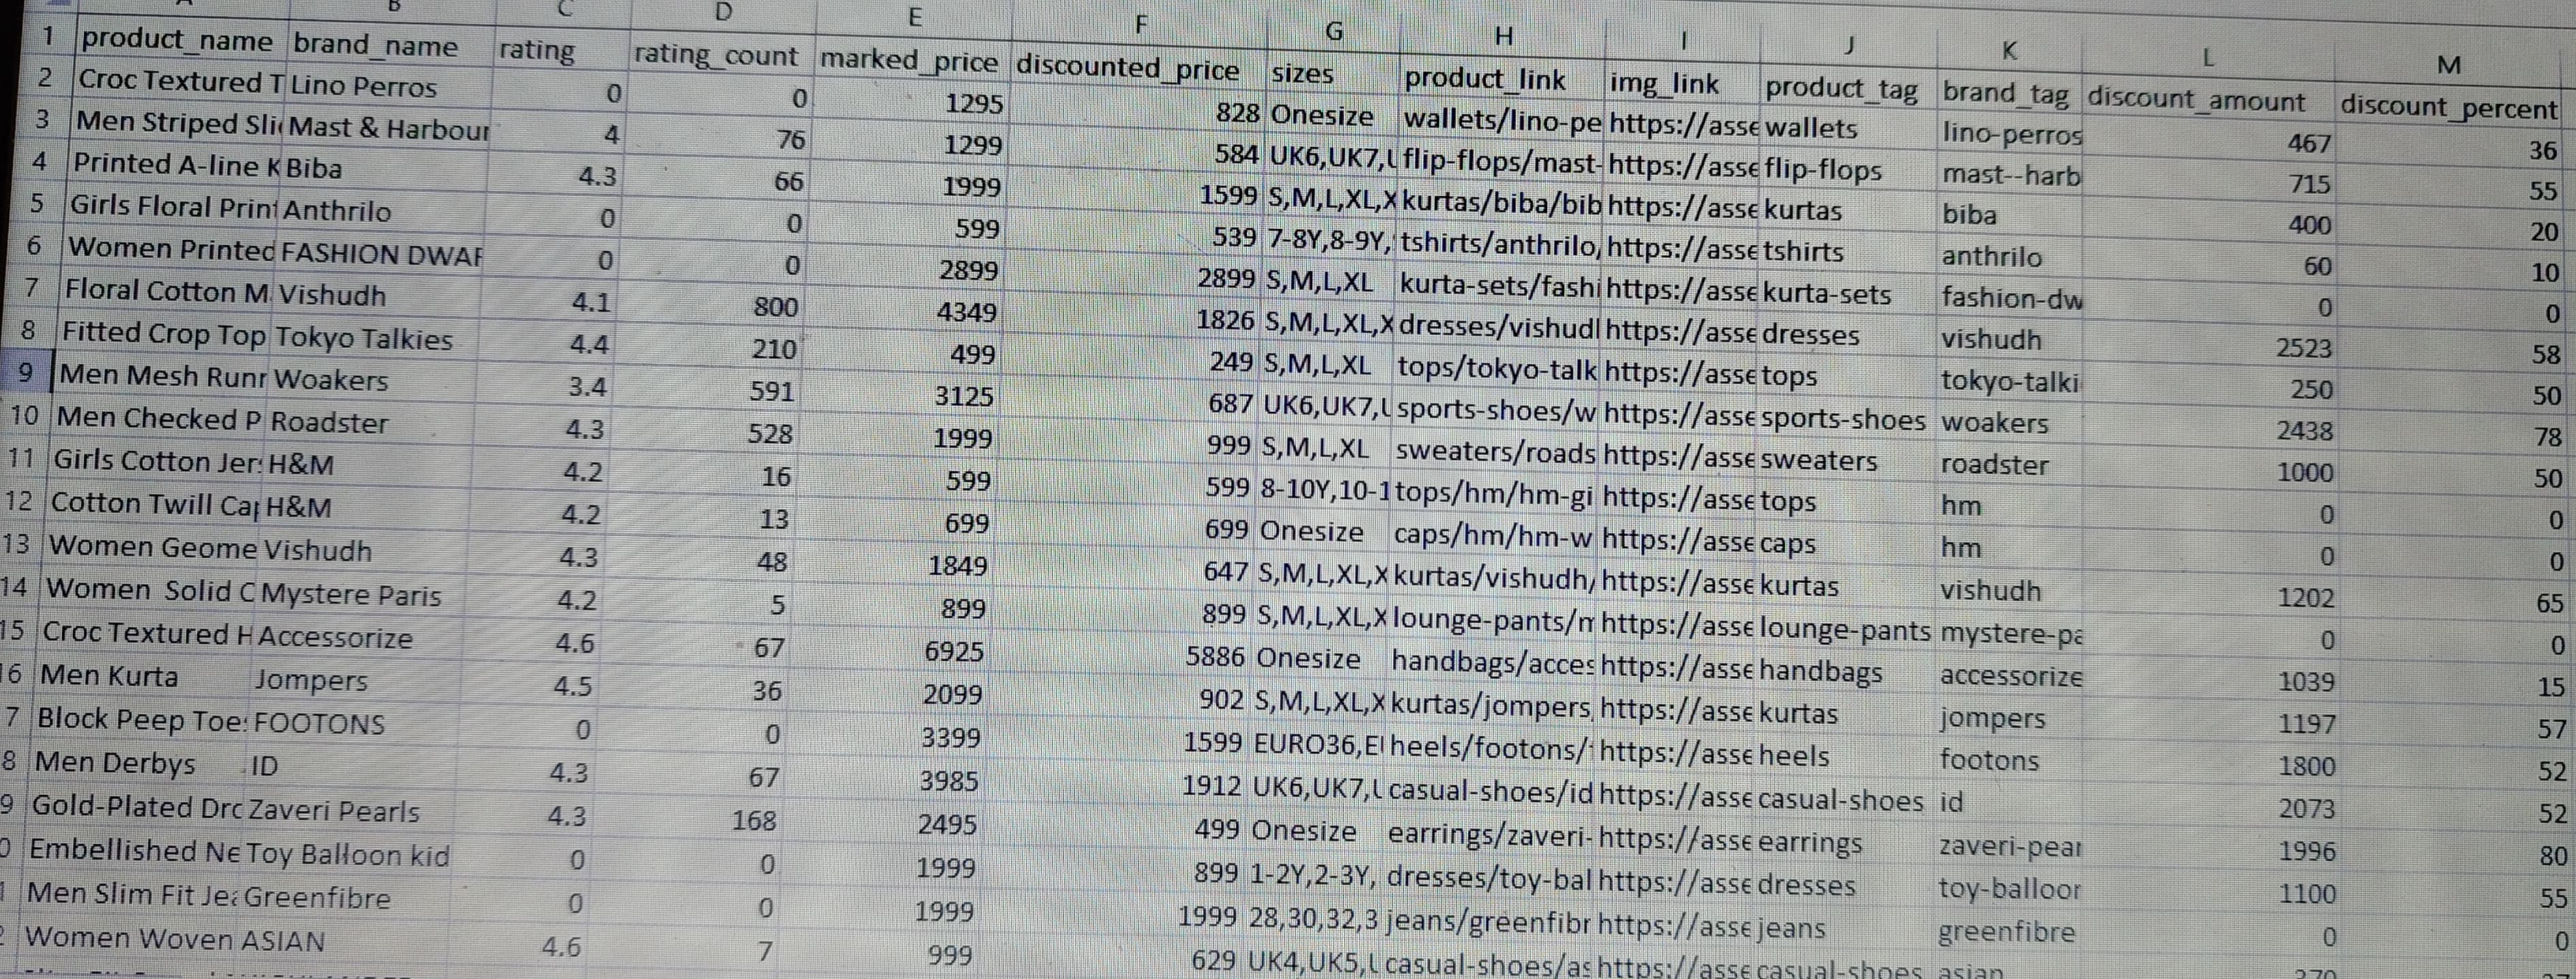 B C D E F G H I J K L M
1 product_name brand_name rating rating_count marked_price discounted_price sizes product_link img_link product_tag brand_tag discount_amount discount_percent
2 Croc Textured T Lino Perros 0 0 1295 828 Onesize wallets/lino-pe https://asse wallets lino-perros 467 36
3 Men Striped Sli Mast & Harbour 4 76 1299 584 UK6,UK7,U flip-flops/mast- https://asse flip-flops mast--harb 715 55
4 Printed A-line K Biba 4.3 66 1999 1599 S,M,L,XL,X kurtas/biba/bib https://asse kurtas biba 400 20
5 Girls Floral Print Anthrilo 0 0 599 539 7-8Y,8-9Y, tshirts/anthrilo, https://asse tshirts anthrilo 60 10
6 Women Printed FASHION DWAR 0 0 2899 2899 S,M,L,XL kurta-sets/fashi https://asse kurta-sets fashion-dw 0 0
7 Floral Cotton M Vishudh 4.1 800 4349 1826 S,M,L,XL,X dresses/vishudl https://asse dresses vishudh 2523 58
8 Fitted Crop Top Tokyo Talkies 4.4 210 499 249 S,M,L,XL tops/tokyo-talk https://asse tops tokyo-talki 250 50
9 Men Mesh Runr Woakers 3.4 591 3125 687 UK6,UK7,U sports-shoes/w https://asse sports-shoes woakers 2438 78
10 Men Checked P Roadster 4.3 528 1999 999 S,M,L,XL sweaters/roads https://asse sweaters roadster 1000 50
11 Girls Cotton Jer H&M 4.2 16 599 599 8-10Y,10-1 tops/hm/hm-gi https://asse tops hm 0 0
12 Cotton Twill Cap H&M 4.2 13 699 699 Onesize caps/hm/hm-w https://asse caps hm 0 0
13 Women Geome Vishudh 4.3 48 1849 647 S,M,L,XL,X kurtas/vishudh/ https://asse kurtas vishudh 1202 65
14 Women Solid C Mystere Paris 4.2 5 899 899 S,M,L,XL,X lounge-pants/m https://asse lounge-pants mystere-pa 0 0
15 Croc Textured H Accessorize 4.6 67 6925 5886 Onesize handbags/acces https://asse handbags accessorize 1039 15
6 Men Kurta Jompers 4.5 36 2099 902 S,M,L,XL,X kurtas/jompers, https://asse kurtas jompers 1197 57
7 Block Peep Toe FOOTONS 0 0 3399 1599 EURO36,E heels/footons/ https://asse heels footons 1800 52
8 Men Derbys ID 4.3 67 3985 1912 UK6,UK7,U casual-shoes/id https://asse casual-shoes id 2073 52
9 Gold-Plated Dro Zaveri Pearls 4.3 168 2495 499 Onesize earrings/zaveri- https://asse earrings zaveri-pear 1996 80
0 Embellished Ne Toy Balloon kid 0 0 1999 899 1-2Y,2-3Y, dresses/toy-bal https://asse dresses toy-balloor 1100 55
Men Slim Fit Jea Greenfibre 0 0 1999 1999 28,30,32,3 jeans/greenfibr https://asse jeans greenfibre 0 0
Women Woven ASIAN 4.6 7 999 629 UK4,UK5,U casual-shoes/as https://asse casual-shoes asian 370